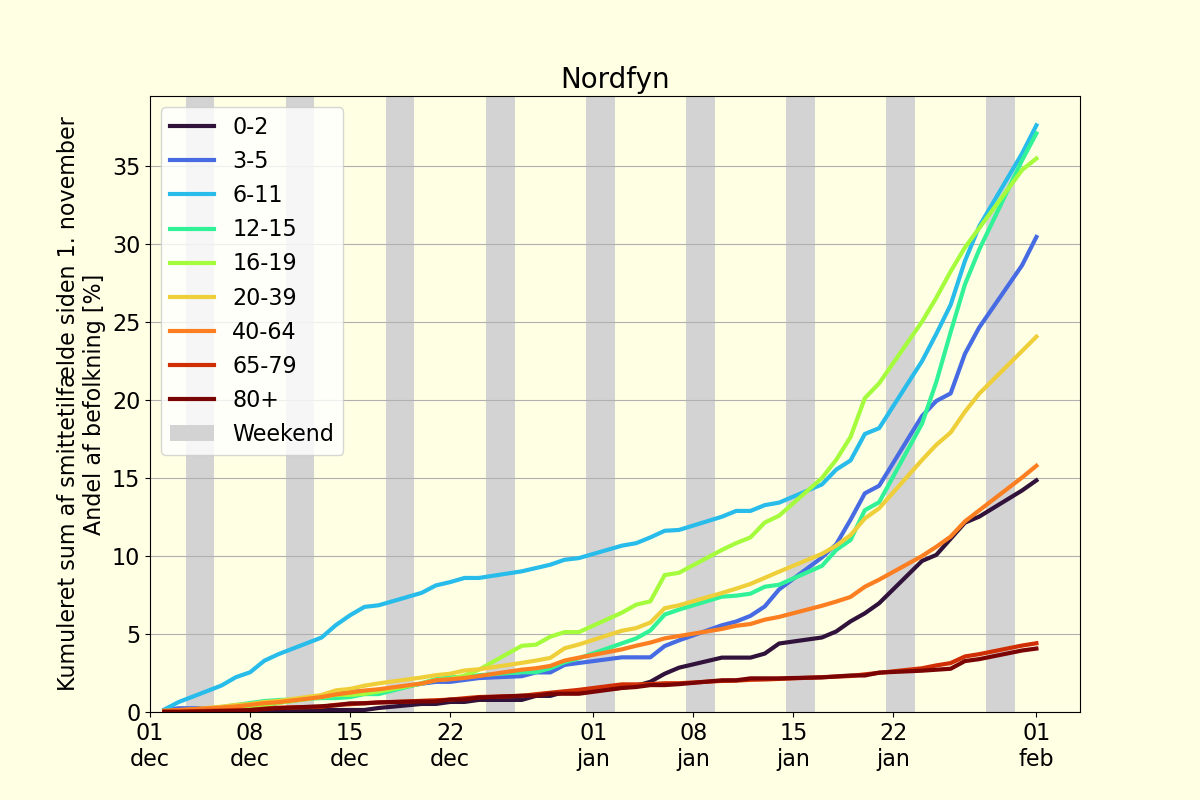 Nordfyn
Kumuleret sum af smittetilfælde siden 1. november
Andel af befolkning [%]
0-2
3-5
6-11
12-15
16-19
20-39
40-64
65-79
80+
Weekend
35
30
25
20
15
10
5
0
01 08 15 22 01 08 15 22 01
dec dec dec dec jan jan jan jan feb